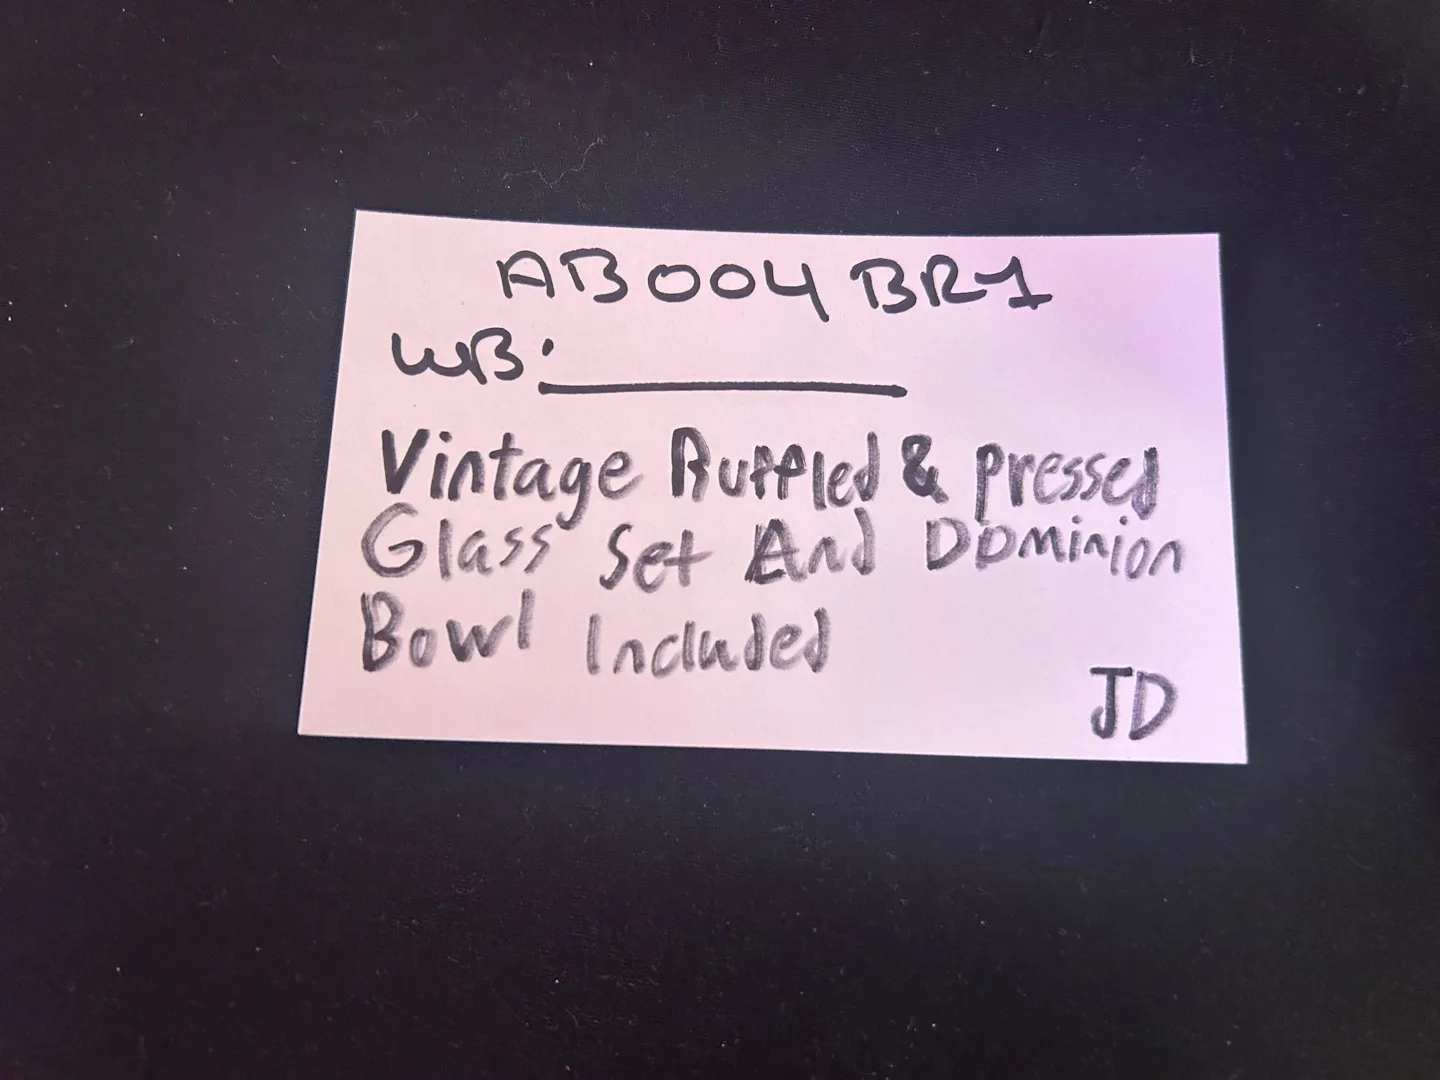 AB004BR1
WB:
Vintage Ruffled & pressed
Glass Set And Dominion
Bowl Included
JD